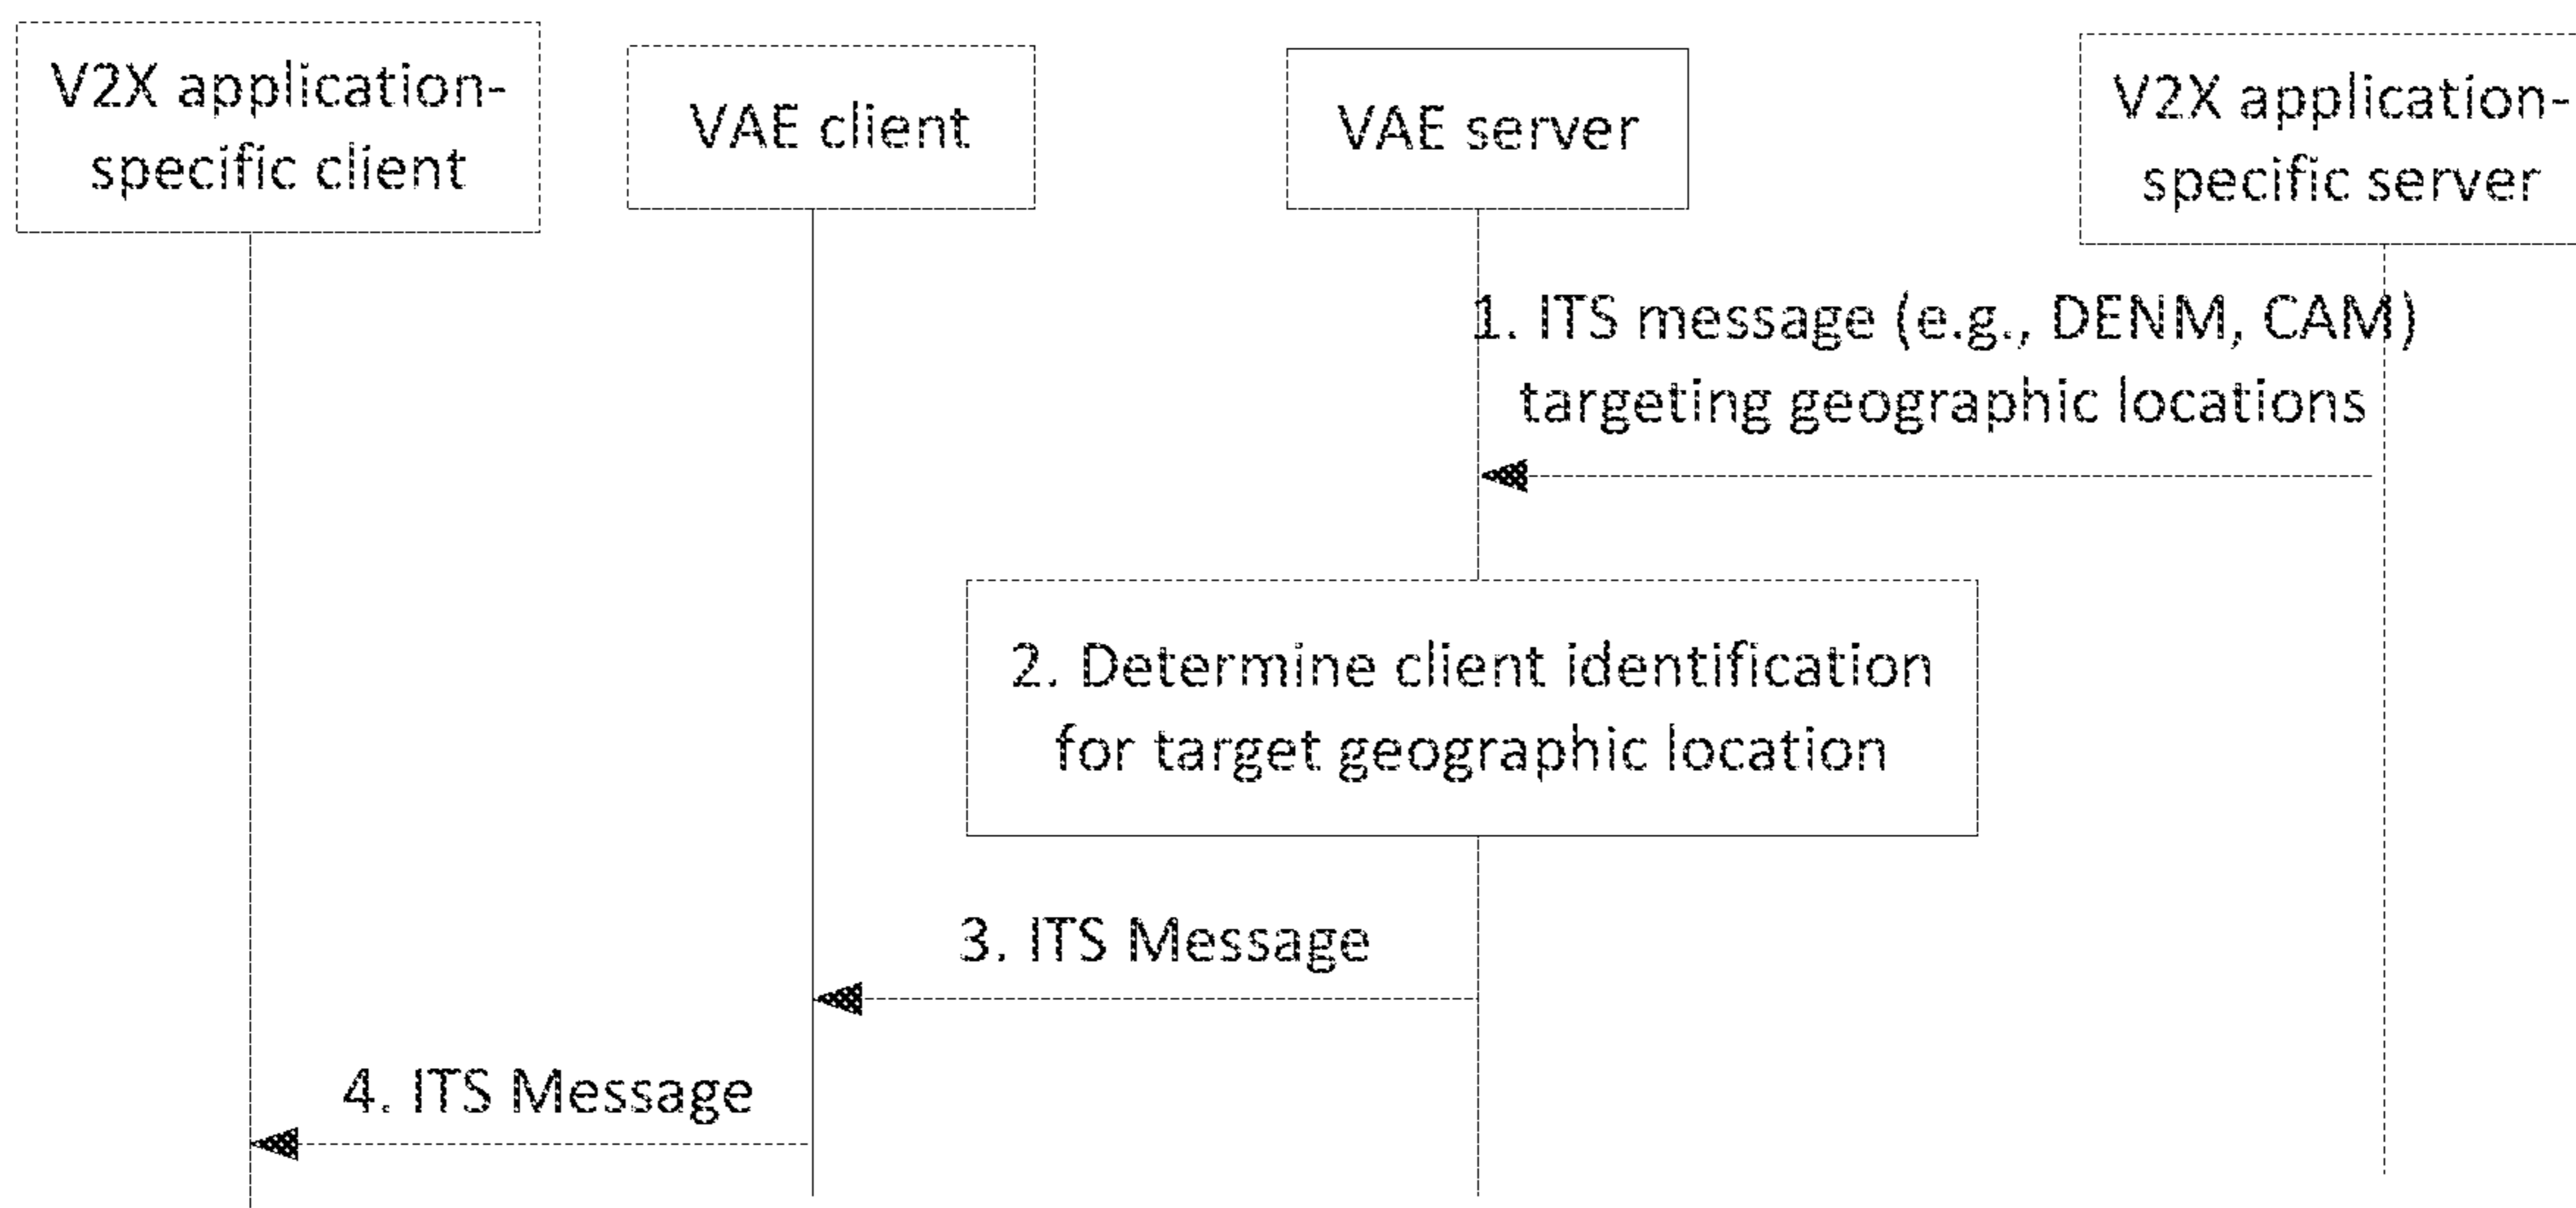 V2X application-
specific client
VAE client
VAE server
V2X application-
specific server
1. ITS message (e.g., DENM, CAM)
targeting geographic locations
2. Determine client identification
for target geographic location
3. ITS Message
4. ITS Message